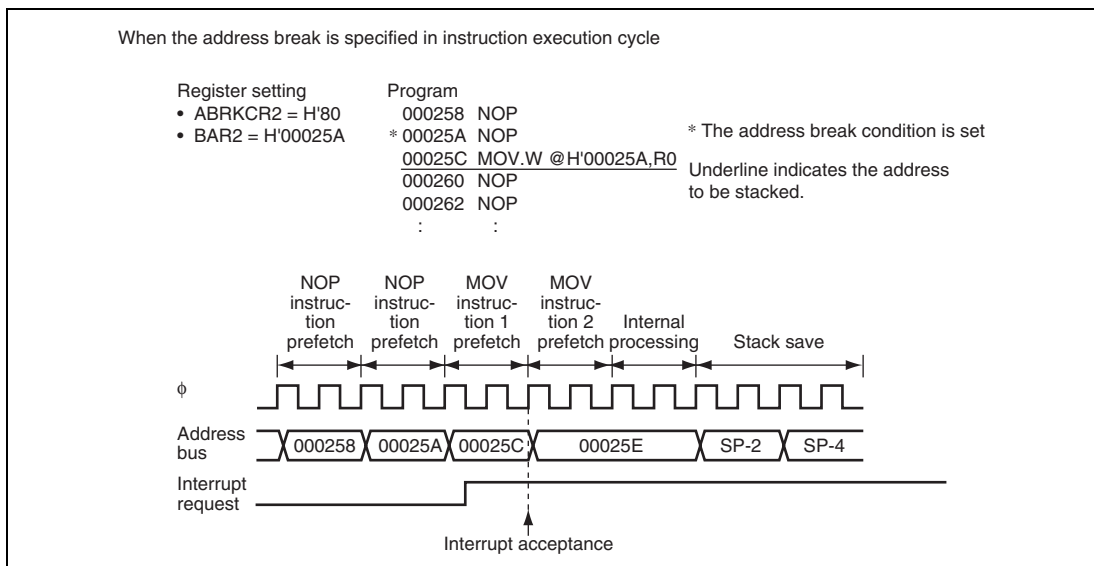 When the address break is specified in instruction execution cycle
Register setting
• ABRKCR2 = H'80
• BAR2 = H'00025A
Program
000258 NOP
* 00025A NOP
00025C MOV.W @H'00025A,R0
000260 NOP
000262 NOP
: :
* The address break condition is set
Underline indicates the address
to be stacked.
NOP
instruc-
tion
prefetch
NOP
instruc-
tion
prefetch
MOV
instruc-
tion 1
prefetch
MOV
instruc-
tion 2
prefetch
Internal
processing
Stack save
ϕ
Address
bus
000258 00025A 00025C 00025E SP-2 SP-4
Interrupt
request
Interrupt acceptance